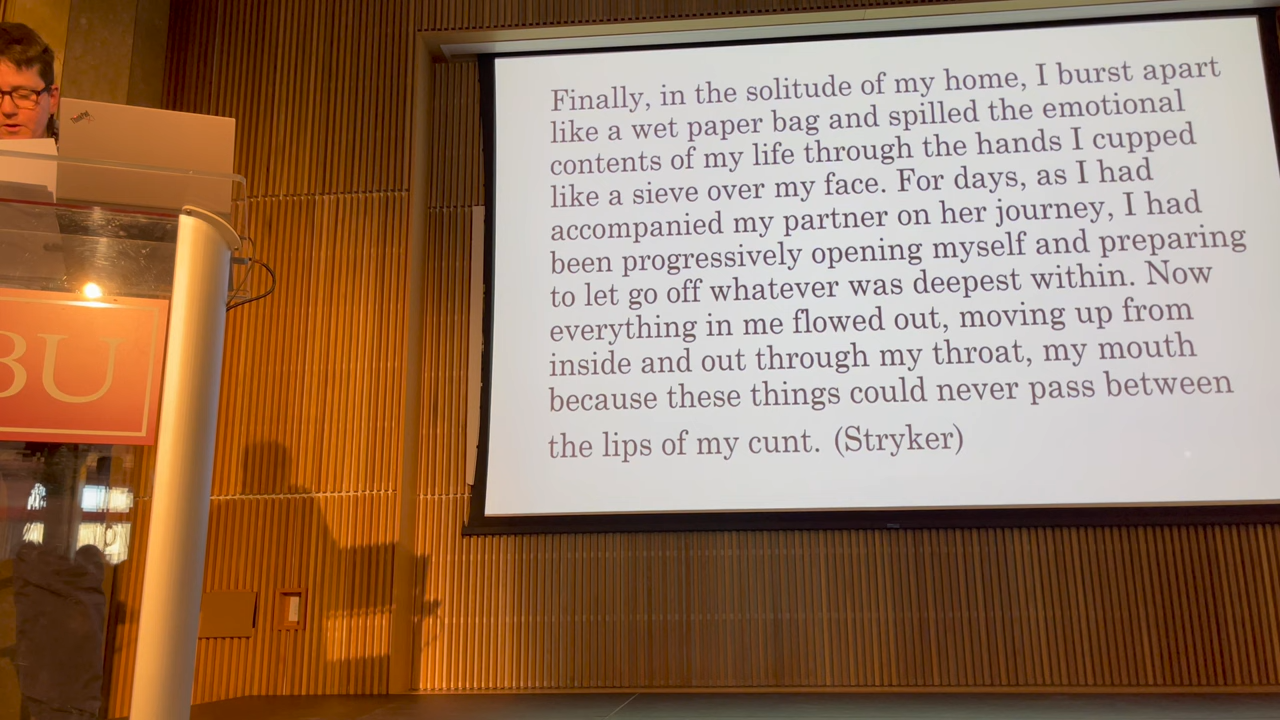 Finally, in the solitude of my home, I burst apart
like a wet paper bag and spilled the emotional
contents of my life through the hands I cupped
like a sieve over my face. For days, as I had
accompanied my partner on her journey, I had
been progressively opening myself and preparing
to let go off whatever was deepest within. Now
everything in me flowed out, moving up from
inside and out through my throat, my mouth
because these things could never pass between
the lips of my cunt. (Stryker)
BU